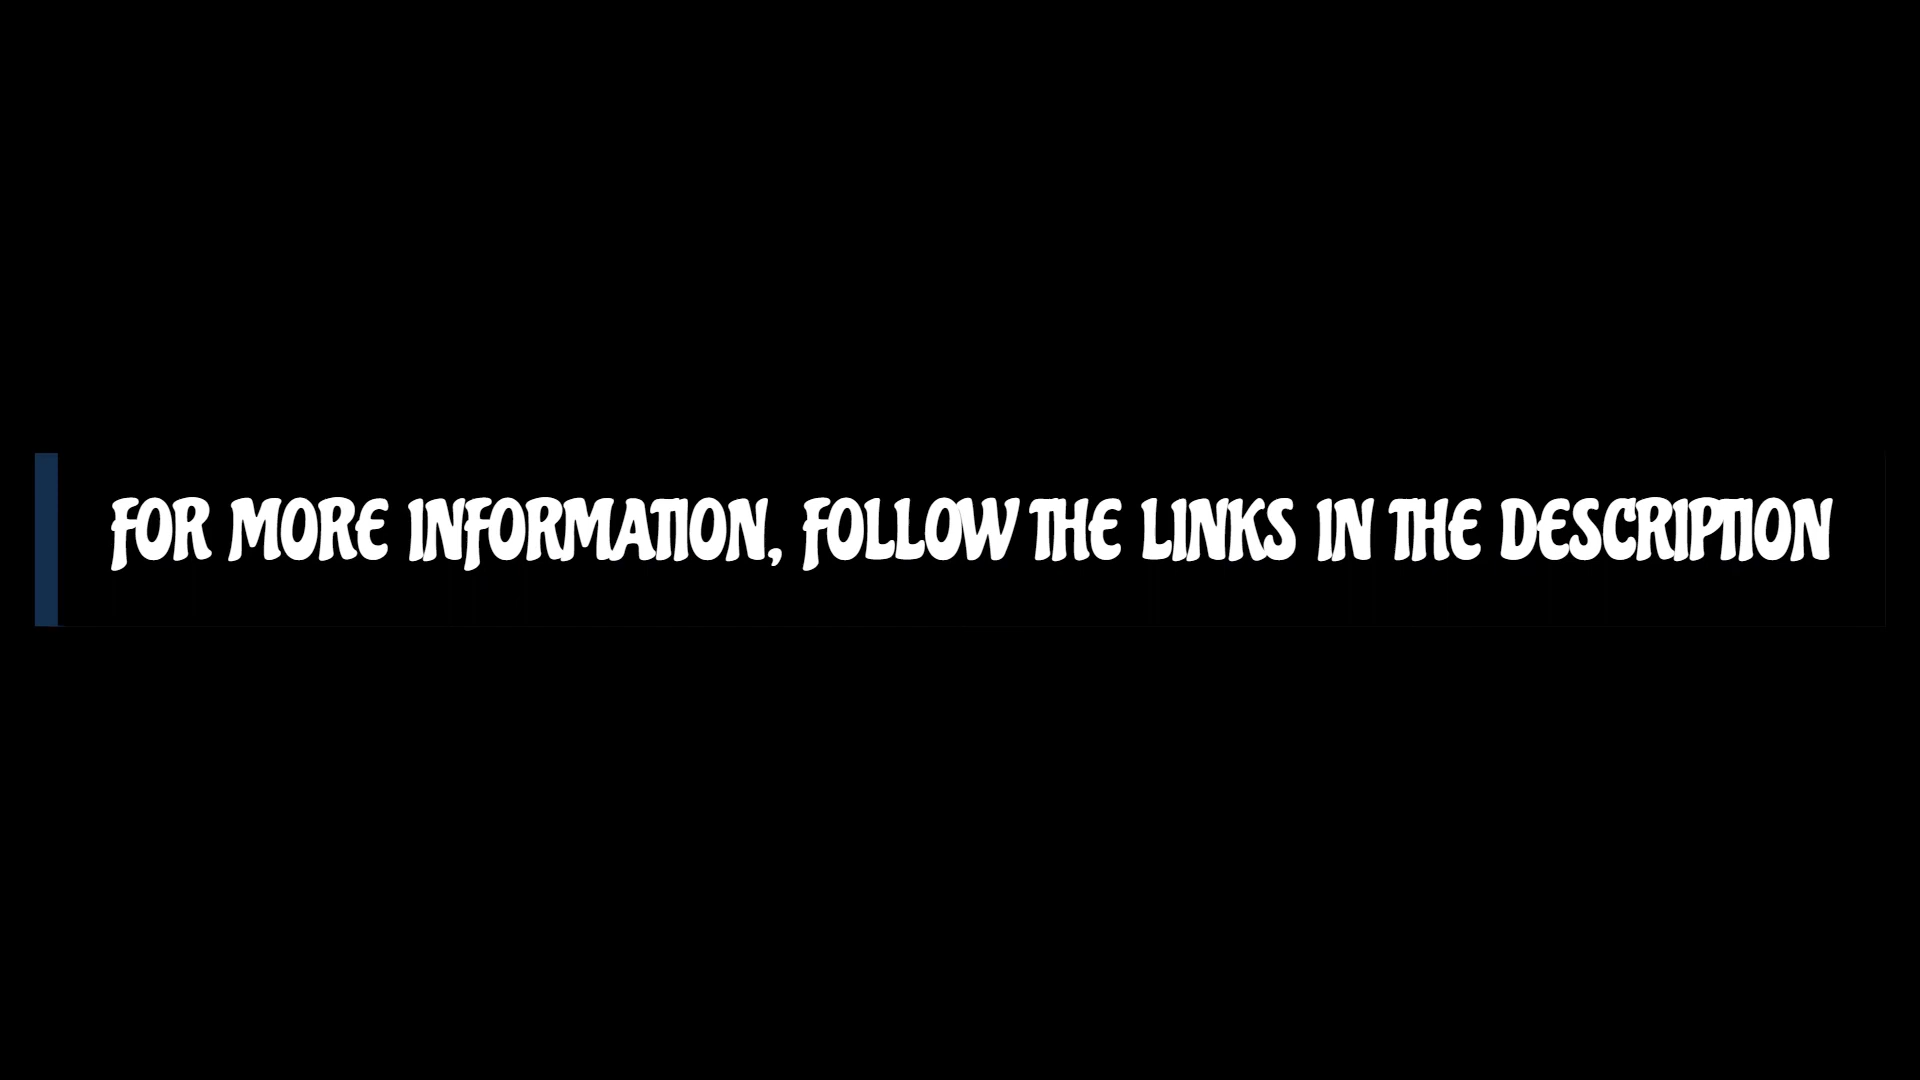 FOR MORE INFORMATION, FOLLOW THE LINKS IN THE DESCRIPTION